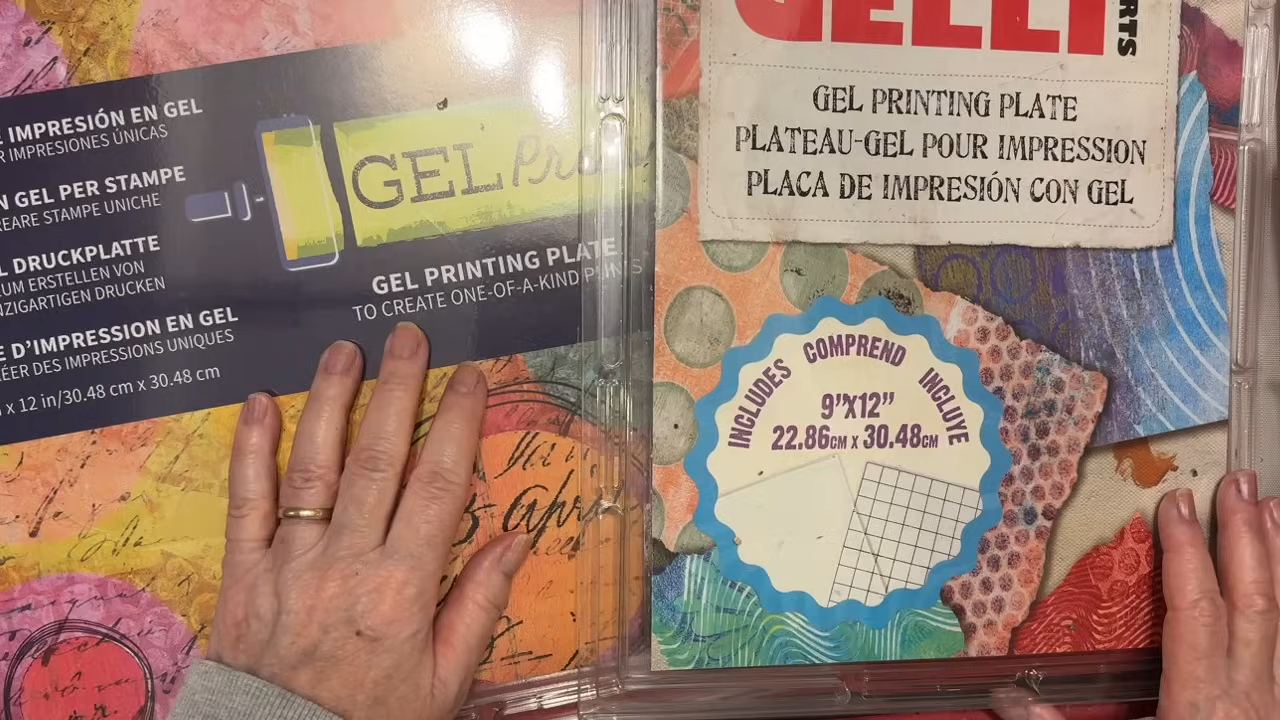 E IMPRESIÓN EN GEL
R IMPRESIONES ÚNICAS
N GEL PER STAMPE
REARE STAMPE UNICHE
L DRUCKPLATTE
UM ERSTELLEN VON
NZIGARTIGEN DRUCKEN
E D'IMPRESSION EN GEL
ÉER DES IMPRESSIONS UNIQUES
x 12 in/30.48 cm x 30.48 cm
GEL
GEL PRINTING PLATE
TO CREATE ONE-OF-A-KIND PRINTS
GELLI
RTS
GEL PRINTING PLATE
PLATEAU-GEL POUR IMPRESSION
PLACA DE IMPRESIÓN CON GEL
INCLUDES COMPREND INCLUYE
9"X12"
22.86CM X 30.48CM